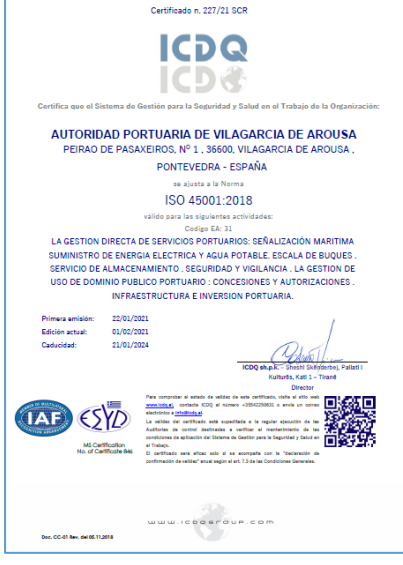 Certificado n. 227/21 SCR
ICDQ
ICD
Certifica que el Sistema de Gestión para la Seguridad y Salud en el Trabajo de la Organización:
AUTORIDAD PORTUARIA DE VILAGARCIA DE AROUSA
PEIRAO DE PASAXEIROS, Nº 1 , 36600, VILAGARCIA DE AROUSA ,
PONTEVEDRA - ESPAÑA
se ajusta a la Norma
ISO 45001:2018
válido para las siguientes actividades:
Codigo EA: 31
LA GESTION DIRECTA DE SERVICIOS PORTUARIOS: SEÑALIZACIÓN MARITIMA
SUMINISTRO DE ENERGIA ELECTRICA Y AGUA POTABLE. ESCALA DE BUQUES .
SERVICIO DE ALMACENAMIENTO . SEGURIDAD Y VIGILANCIA . LA GESTION DE
USO DE DOMINIO PUBLICO PORTUARIO : CONCESIONES Y AUTORIZACIONES .
INFRAESTRUCTURA E INVERSION PORTUARIA.
Primera emisión: 22/01/2021
Edición actual: 01/02/2021
Caducidad: 21/01/2024
ICDQ sh.p.k. – Sheshi Skënderbej, Pallati I
Kulturës, Kati 1 – Tiranë
Director
Para comprobar el estado de validez de este certificado, visite el sitio web
www.icdq.al, contacte ICDQ al número +35542250631 o envíe un correo
electrónico a info@icdq.al.
La validez del certificado está supeditada a la regular ejecución de las
Auditorías de control destinadas a verificar el mantenimiento de las
condiciones de aplicación del Sistema de Gestión para la Seguridad y Salud en
el Trabajo.
El certificado será eficaz solo si se acompaña con la "declaración de
confirmación de validez" anual según el art. 7.3 de las Condiciones Generales.
IAF
ESYD
MS Certification
No. of Certificate 846
www.icdqgroup.com
Doc. CC-01 Rev. del 05.11.2018